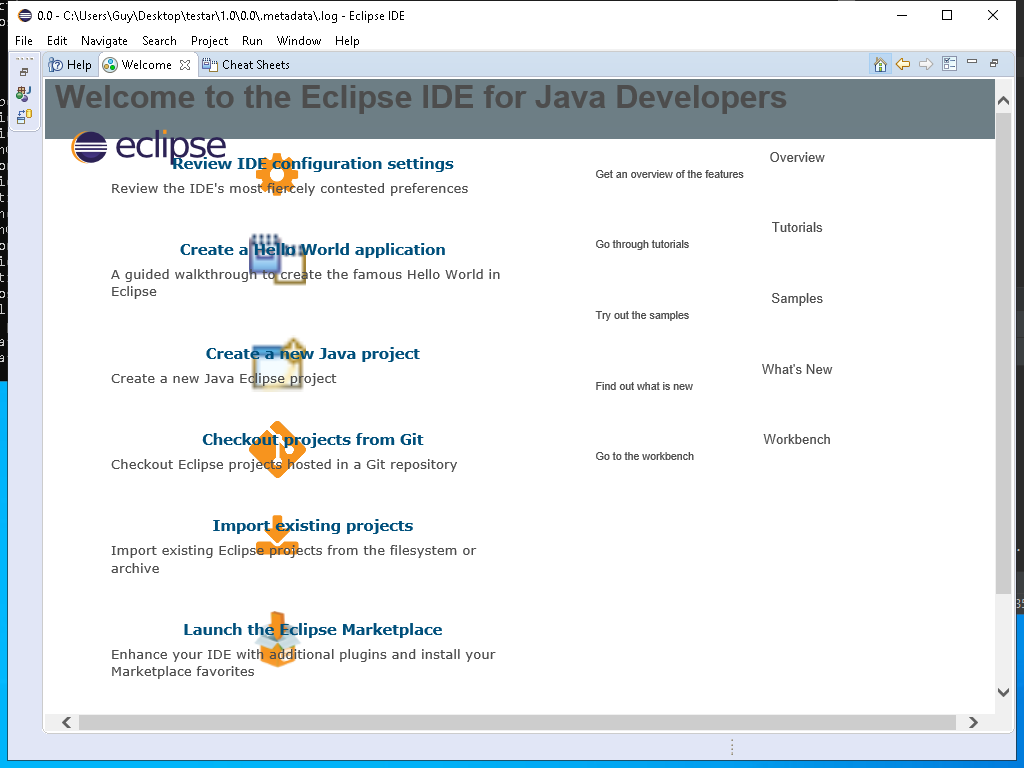 0.0 - C:\Users\Guy\Desktop\testar\1.0\0.0\.metadata\.log - Eclipse IDE
File Edit Navigate Search Project Run Window Help
Help Welcome Cheat Sheets
Welcome to the Eclipse IDE for Java Developers
eclipse
Review IDE configuration settings
Review the IDE's most fiercely contested preferences
Create a Hello World application
A guided walkthrough to create the famous Hello World in
Eclipse
Create a new Java project
Create a new Java Eclipse project
Checkout projects from Git
Checkout Eclipse projects hosted in a Git repository
Import existing projects
Import existing Eclipse projects from the filesystem or
archive
Launch the Eclipse Marketplace
Enhance your IDE with additional plugins and install your
Marketplace favorites
Overview
Get an overview of the features
Tutorials
Go through tutorials
Samples
Try out the samples
What's New
Find out what is new
Workbench
Go to the workbench